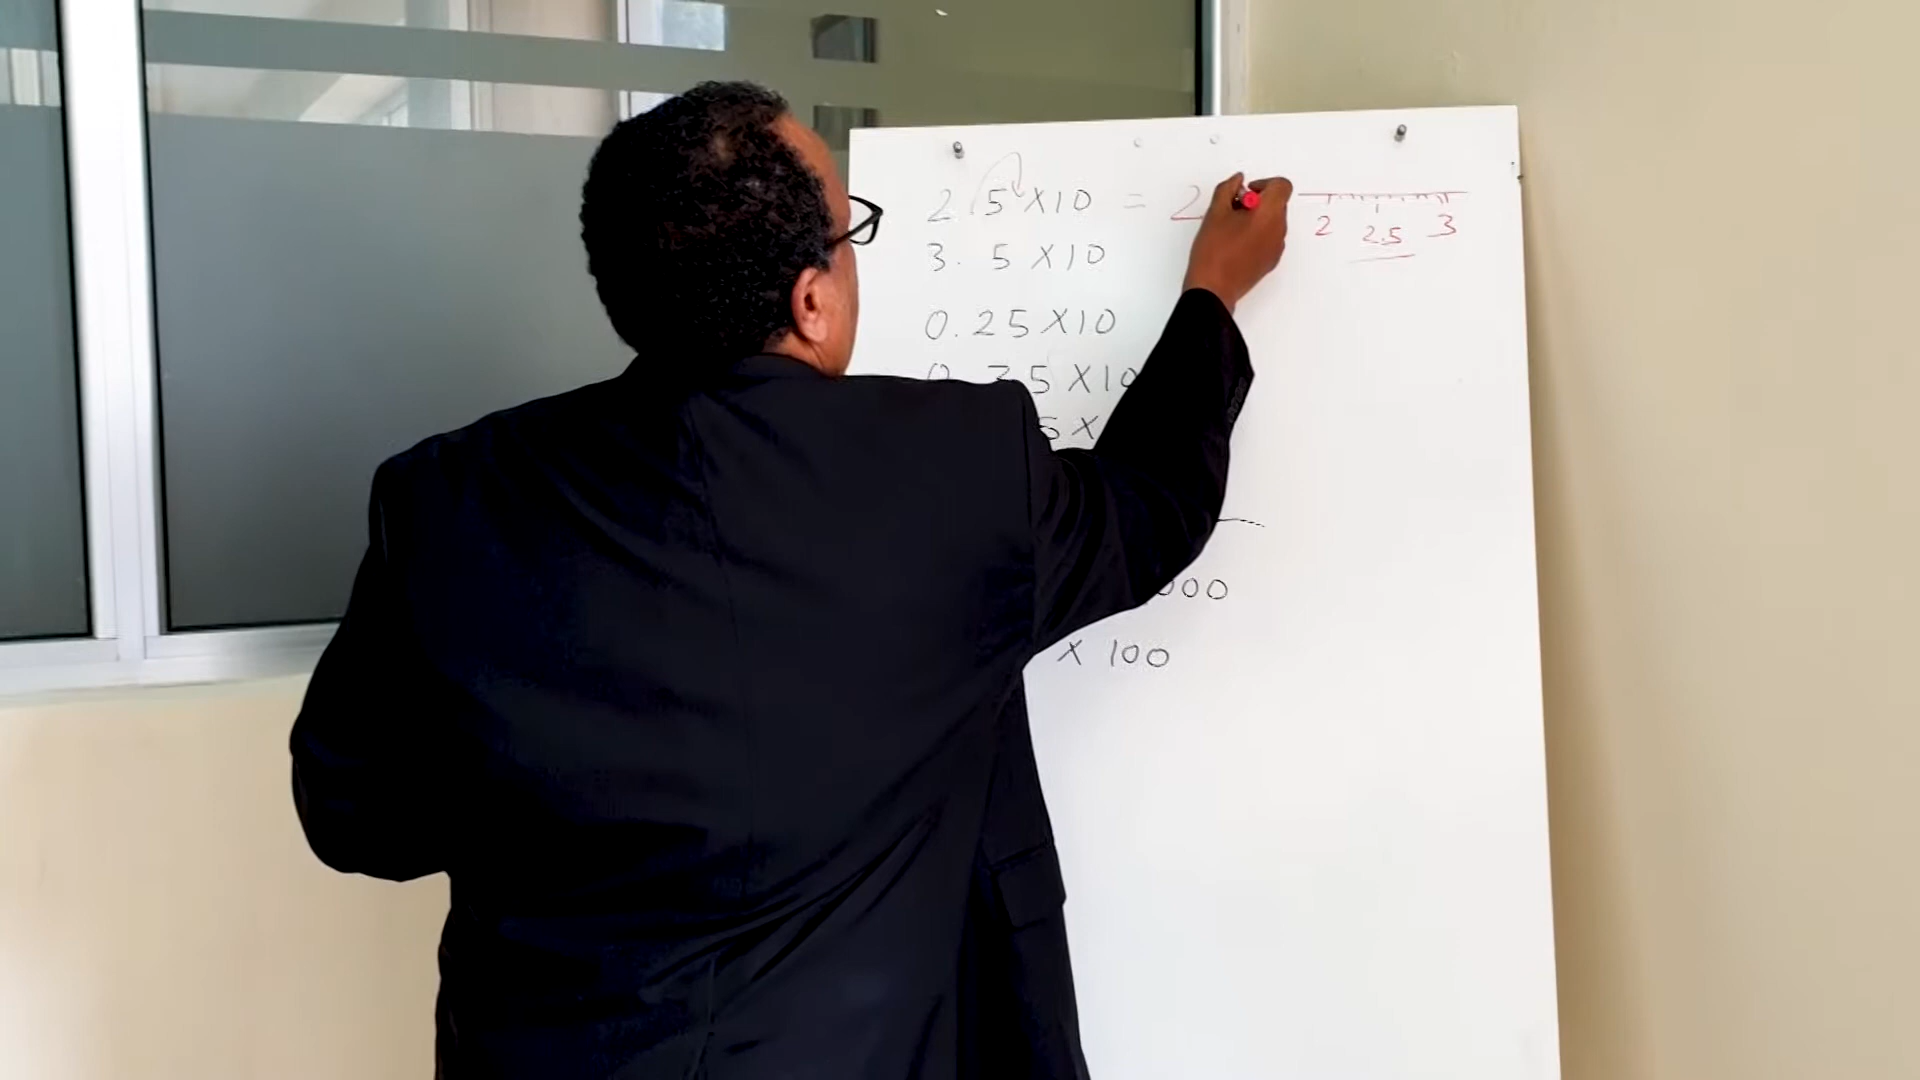 2.5 X 10 = 2
2 2.5 3
3. 5 X 10
0.25 X 10
0.35 X 10
5 X
000
X 100